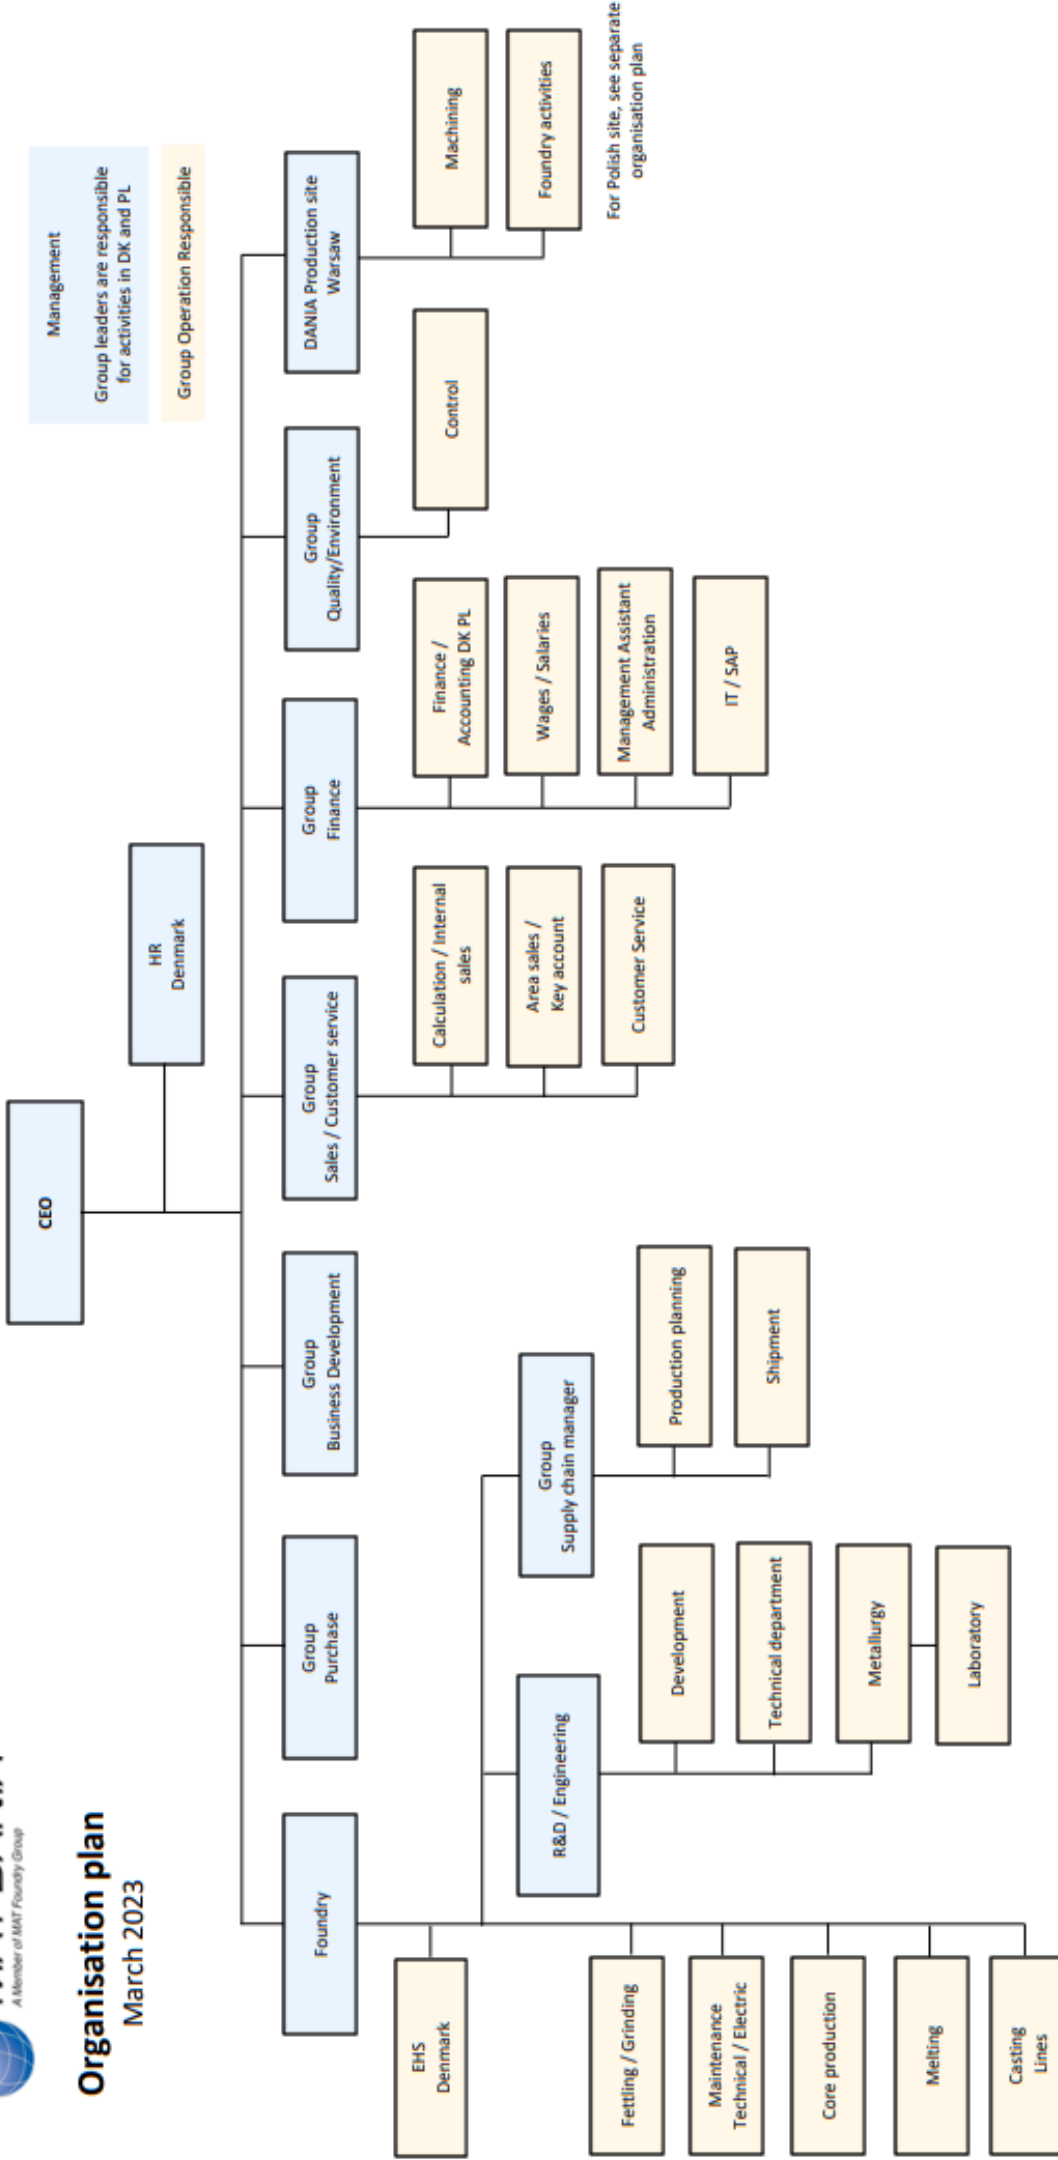 A Member of MAT Foundry Group
Organisation plan
March 2023
Management
Group leaders are responsible
for activities in DK and PL
Group Operation Responsible
CEO
HR
Denmark
Foundry
Group
Purchase
Group
Business Development
Group
Sales / Customer service
Group
Finance
Group
Quality/Environment
DANIA Production site
Warsaw
EHS
Denmark
Fettling / Grinding
Maintenance
Technical / Electric
Core production
Melting
Casting
Lines
R&D / Engineering
Development
Technical department
Metallurgy
Laboratory
Group
Supply chain manager
Production planning
Shipment
Calculation / Internal
sales
Area sales /
Key account
Customer Service
Finance /
Accounting DK PL
Wages / Salaries
Management Assistant
Administration
IT / SAP
Control
Machining
Foundry activities
For Polish site, see separate
organisation plan